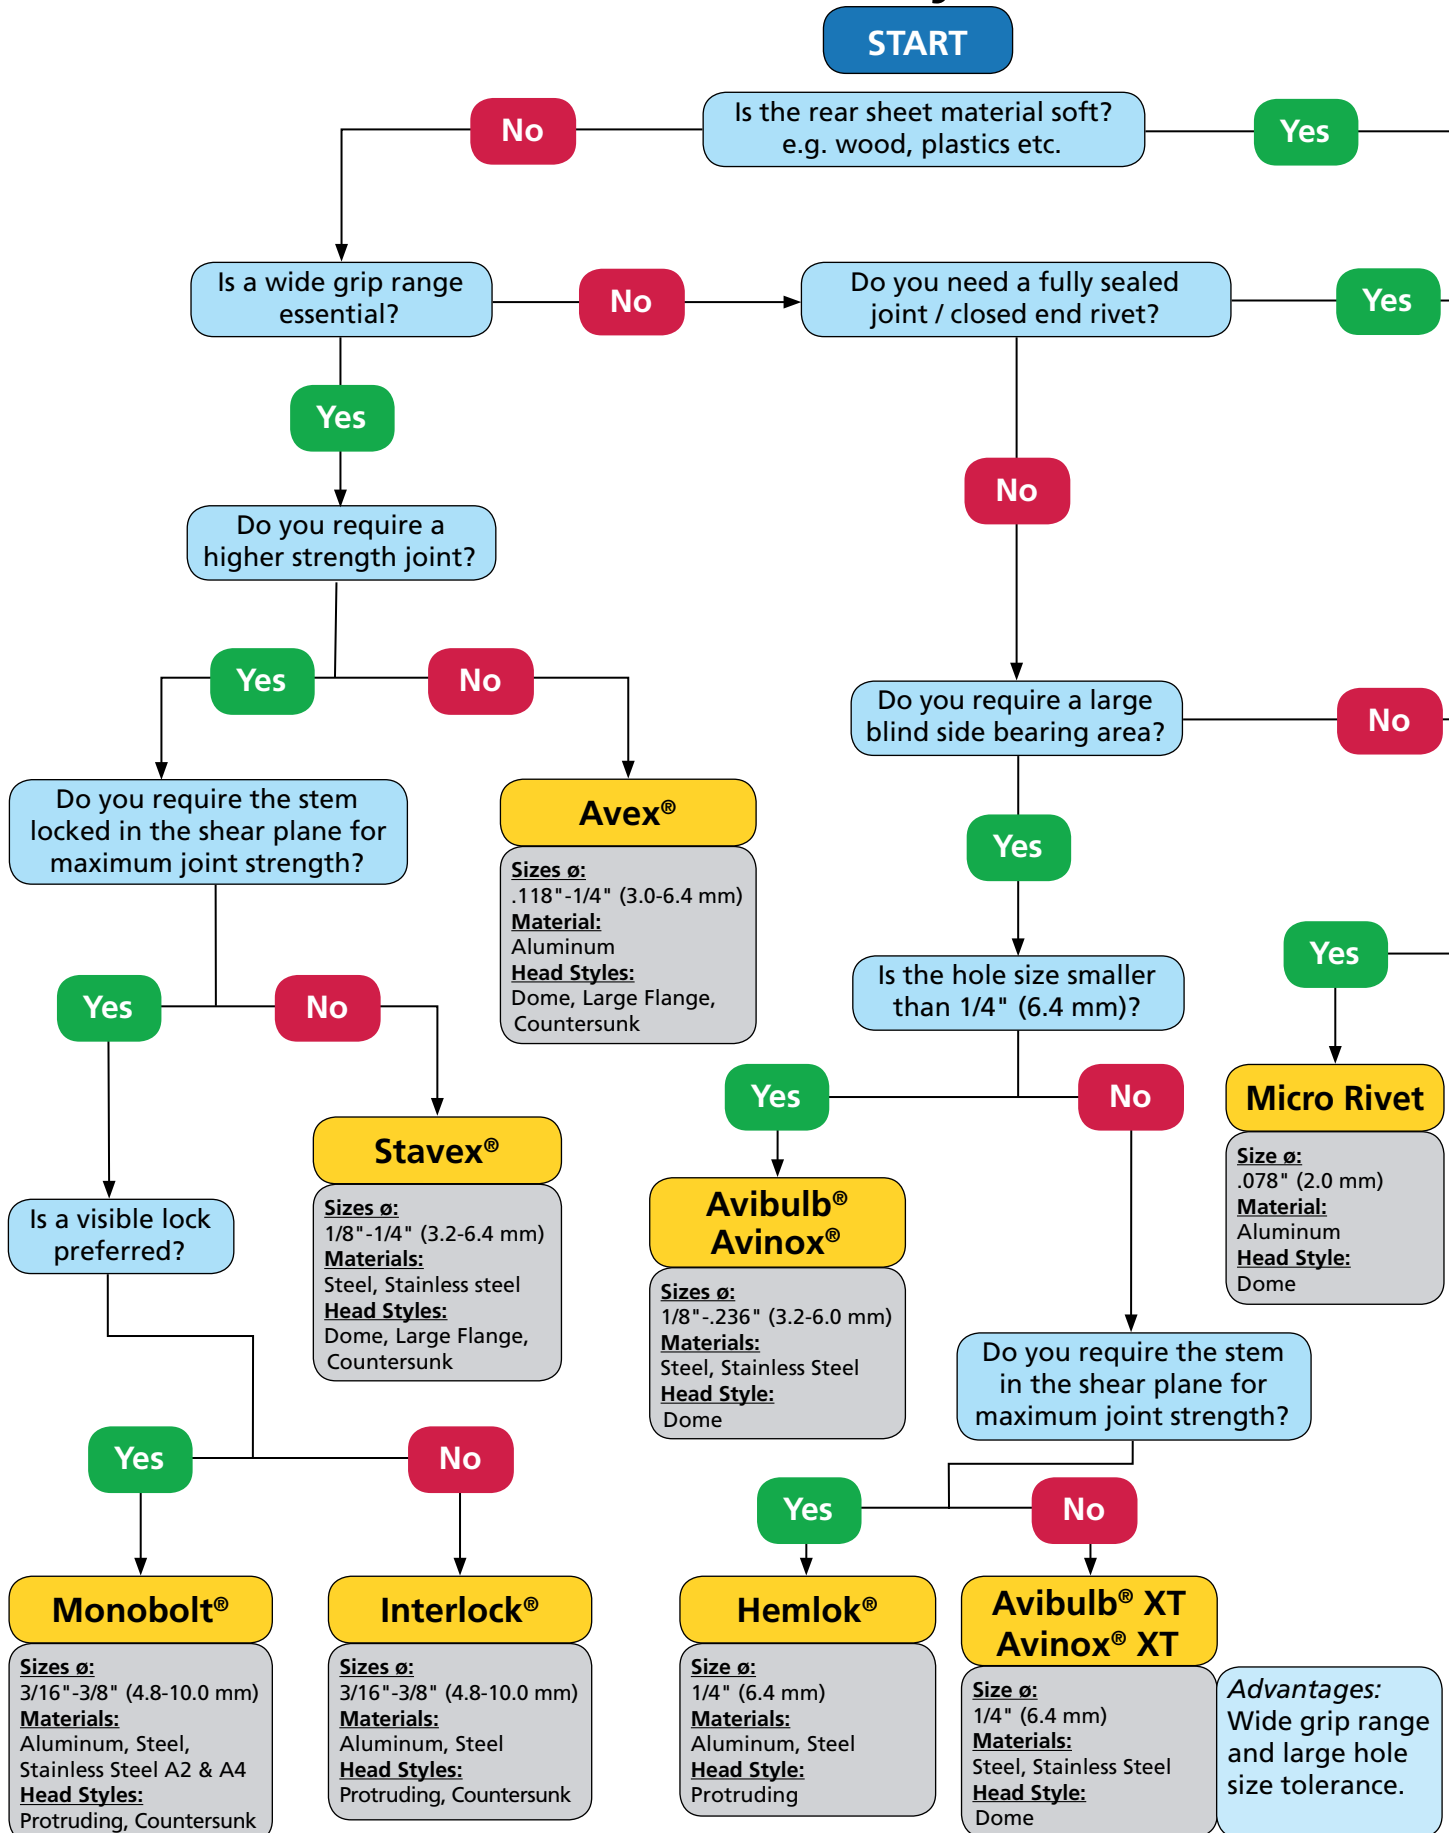 START
Is the rear sheet material soft?
e.g. wood, plastics etc.
No
Yes
Is a wide grip range
essential?
No
Do you need a fully sealed
joint / closed end rivet?
Yes
Yes
No
Do you require a
higher strength joint?
Yes
No
Do you require a large
blind side bearing area?
No
Do you require the stem
locked in the shear plane for
maximum joint strength?
Avex®
Sizes ø:
.118"-1/4" (3.0-6.4 mm)
Material:
Aluminum
Head Styles:
Dome, Large Flange,
Countersunk
Yes
Is the hole size smaller
than 1/4" (6.4 mm)?
Yes
Yes
No
Yes
No
Micro Rivet
Size ø:
.078" (2.0 mm)
Material:
Aluminum
Head Style:
Dome
Stavex®
Sizes ø:
1/8"-1/4" (3.2-6.4 mm)
Materials:
Steel, Stainless steel
Head Styles:
Dome, Large Flange,
Countersunk
Is a visible lock
preferred?
Avibulb®
Avinox®
Sizes ø:
1/8"-.236" (3.2-6.0 mm)
Materials:
Steel, Stainless Steel
Head Style:
Dome
Do you require the stem
in the shear plane for
maximum joint strength?
Yes
No
Yes
No
Monobolt®
Sizes ø:
3/16"-3/8" (4.8-10.0 mm)
Materials:
Aluminum, Steel,
Stainless Steel A2 & A4
Head Styles:
Protruding, Countersunk
Interlock®
Sizes ø:
3/16"-3/8" (4.8-10.0 mm)
Materials:
Aluminum, Steel
Head Styles:
Protruding, Countersunk
Hemlok®
Size ø:
1/4" (6.4 mm)
Materials:
Aluminum, Steel
Head Style:
Protruding
Avibulb® XT
Avinox® XT
Size ø:
1/4" (6.4 mm)
Materials:
Steel, Stainless Steel
Head Style:
Dome
Advantages:
Wide grip range
and large hole
size tolerance.